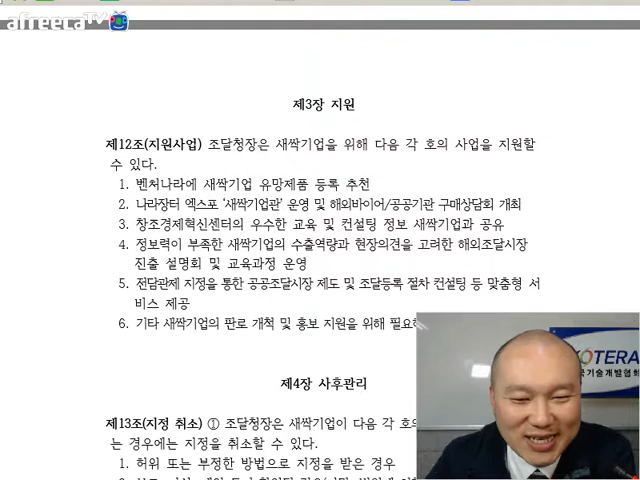 afreecaTV
제3장 지원
제12조(지원사업) 조달청장은 새싹기업을 위해 다음 각 호의 사업을 지원할
수 있다.
1. 벤처나라에 새싹기업 유망제품 등록 추천
2. 나라장터 엑스포 '새싹기업관' 운영 및 해외바이어/공공기관 구매상담회 개최
3. 창조경제혁신센터의 우수한 교육 및 컨설팅 정보 새싹기업과 공유
4. 정보력이 부족한 새싹기업의 수출역량과 현장의견을 고려한 해외조달시장
진출 설명회 및 교육과정 운영
5. 전담관제 지정을 통한 공공조달시장 제도 및 조달등록 절차 컨설팅 등 맞춤형 서
비스 제공
6. 기타 새싹기업의 판로 개척 및 홍보 지원을 위해
KOTERA
국기술개발협회
제4장 사후관리
제13조(지정 취소) ① 조달청장은 새싹기업이 다음 각
는 경우에는 지정을 취소할 수 있다.
1. 허위 또는 부정한 방법으로 지정을 받은 경우